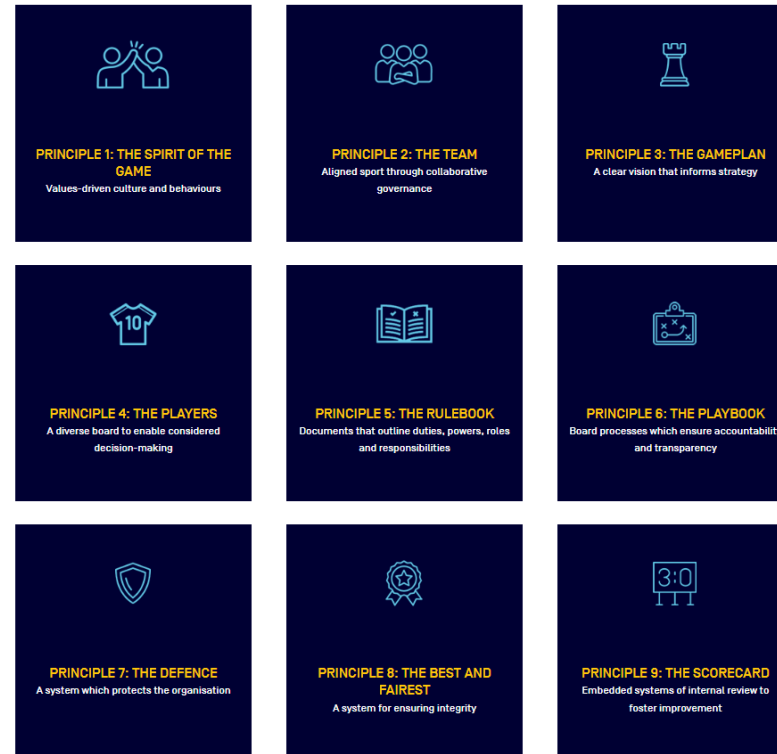 PRINCIPLE 1: THE SPIRIT OF THE
GAME
Values-driven culture and behaviours
PRINCIPLE 2: THE TEAM
Aligned sport through collaborative
governance
PRINCIPLE 3: THE GAMEPLAN
A clear vision that informs strategy
10
PRINCIPLE 4: THE PLAYERS
A diverse board to enable considered
decision-making
PRINCIPLE 5: THE RULEBOOK
Documents that outline duties, powers, roles
and responsibilities
PRINCIPLE 6: THE PLAYBOOK
Board processes which ensure accountabilit
and transparency
PRINCIPLE 7: THE DEFENCE
A system which protects the organisation
PRINCIPLE 8: THE BEST AND
FAIREST
A system for ensuring integrity
3:0
PRINCIPLE 9: THE SCORECARD
Embedded systems of internal review to
foster improvement